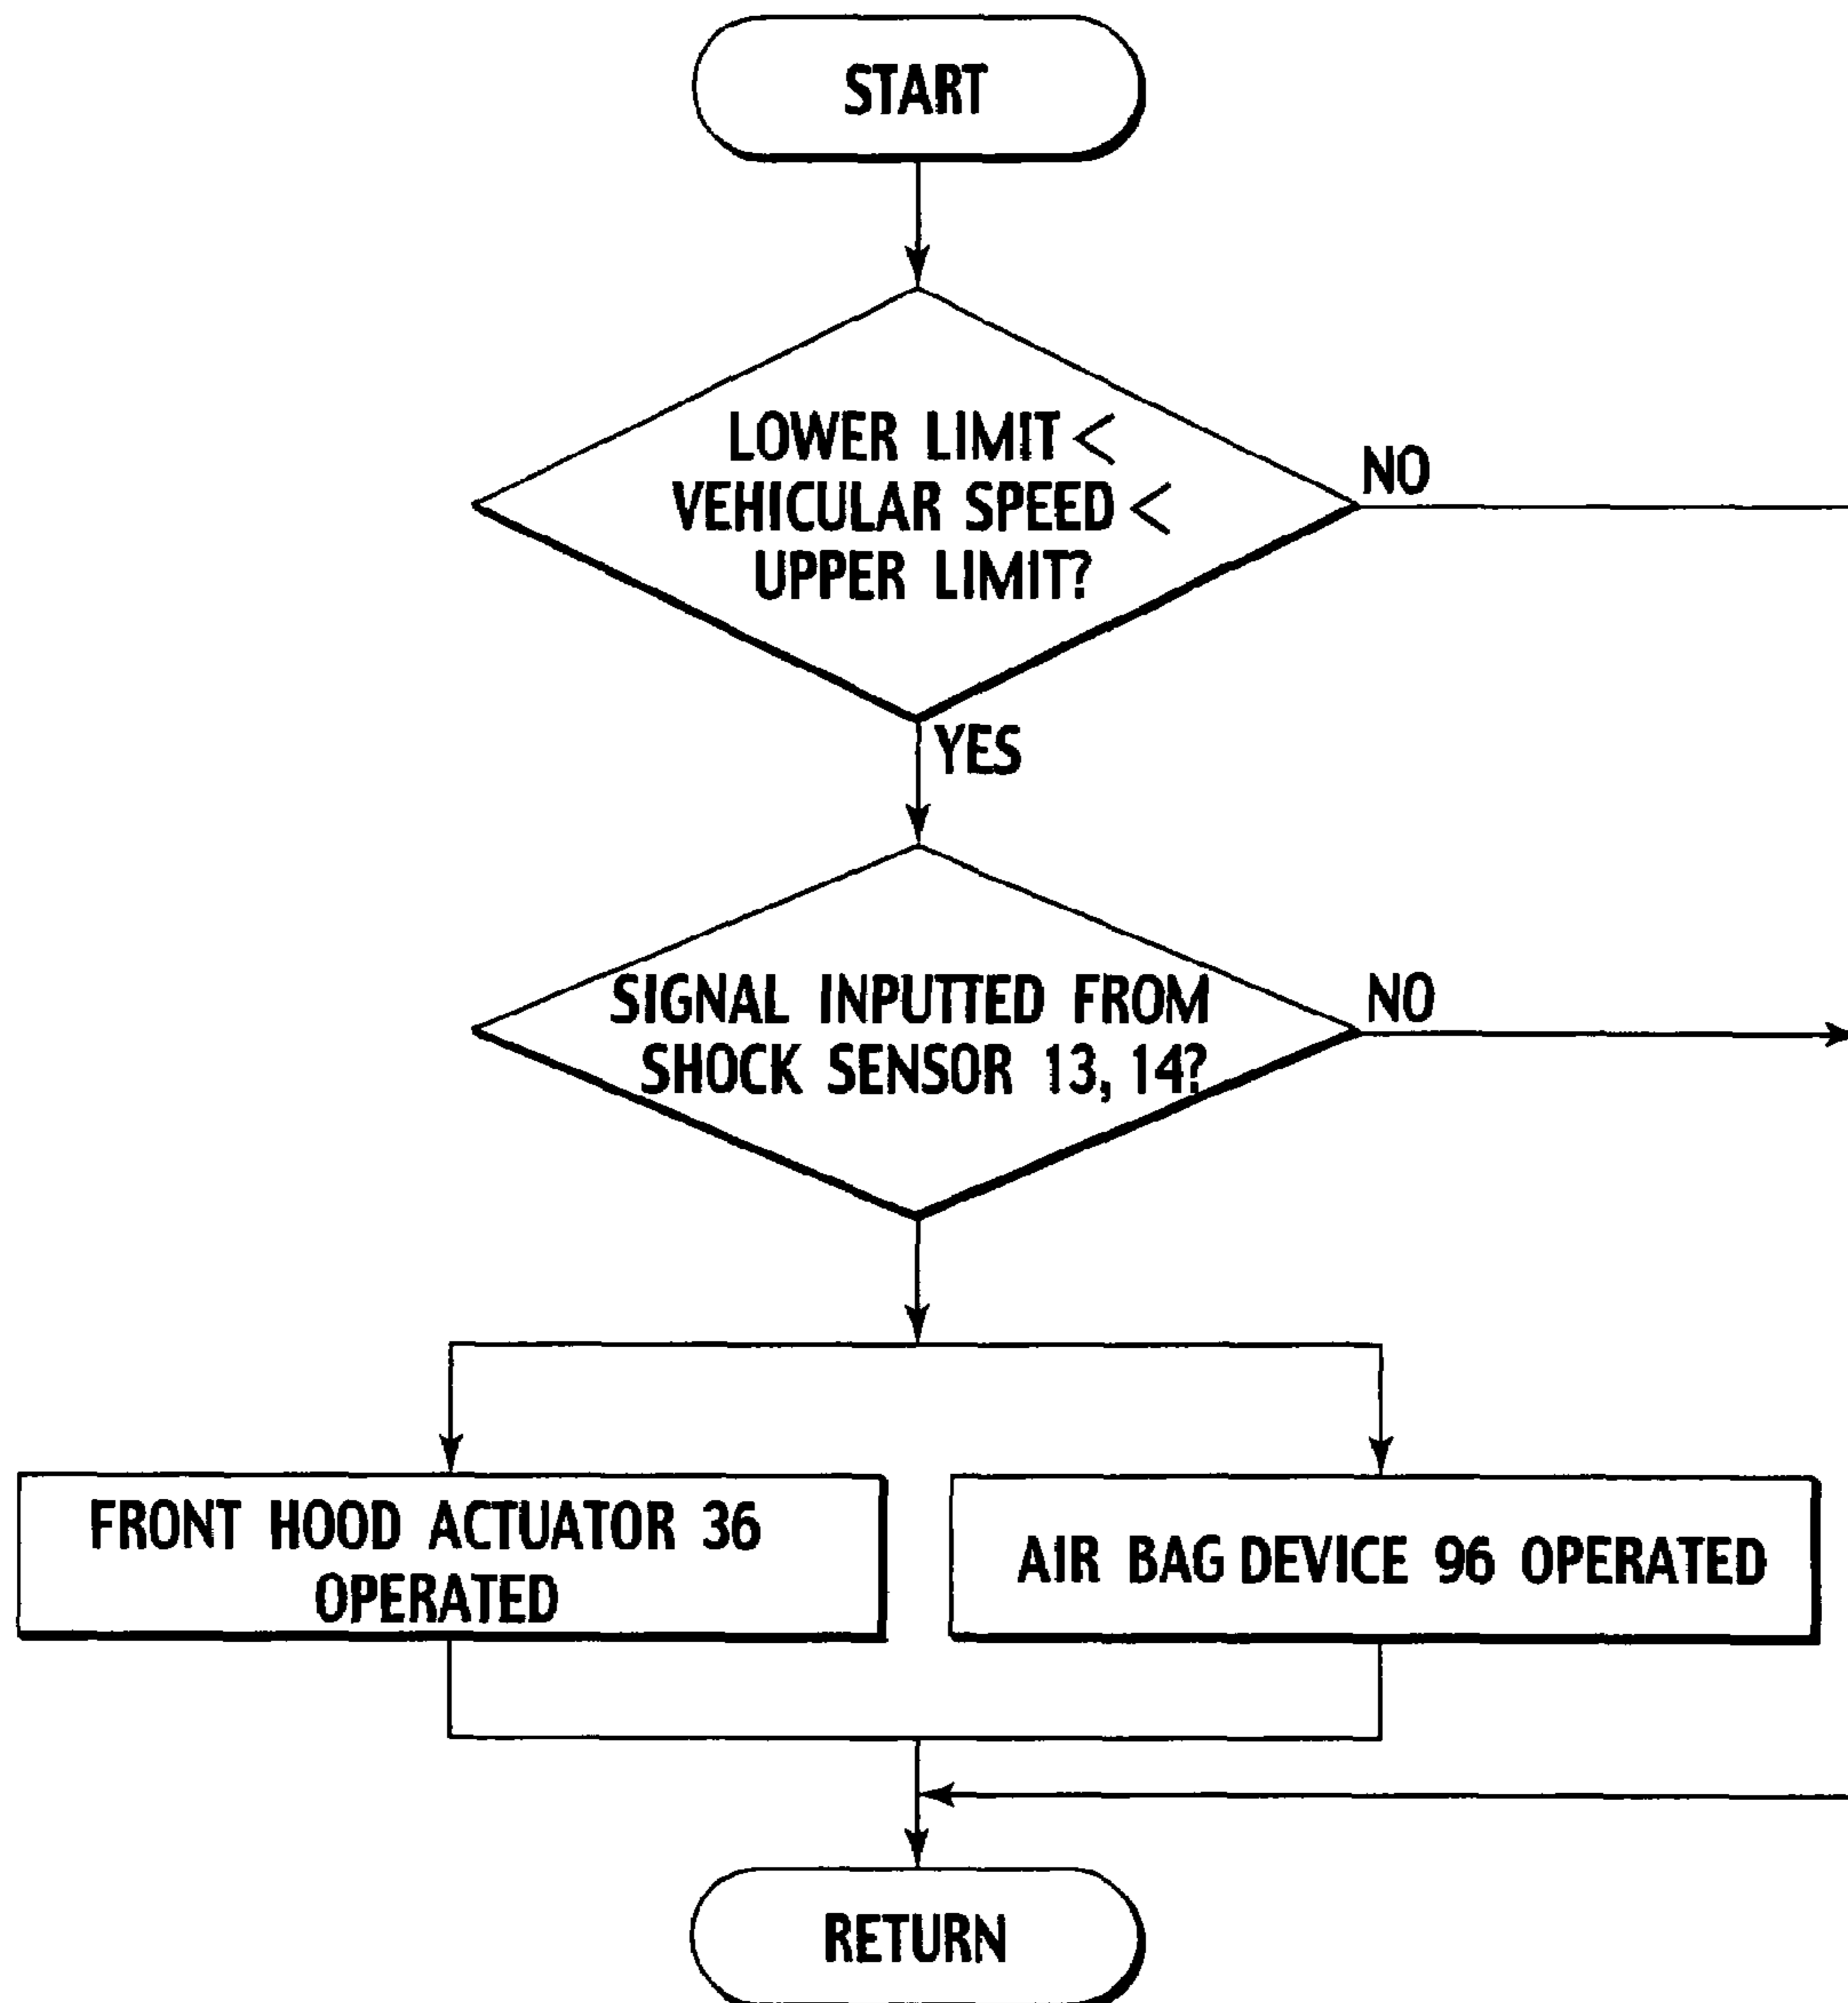 START
LOWER LIMIT <
VEHICULAR SPEED <
UPPER LIMIT?
NO
YES
SIGNAL INPUTTED FROM
SHOCK SENSOR 13, 14?
NO
FRONT HOOD ACTUATOR 36
OPERATED
AIR BAG DEVICE 96 OPERATED
RETURN